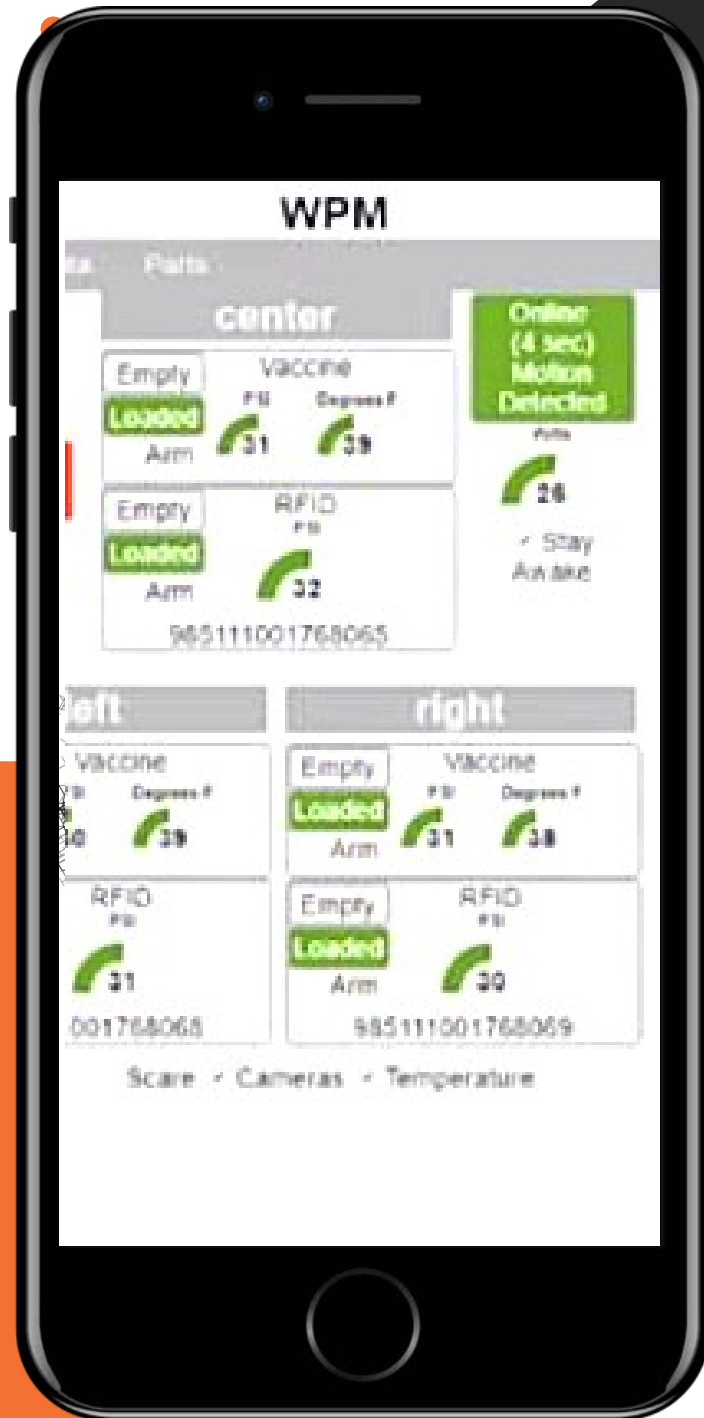 WPM
Parts
center
Online
(4 sec)
Motion
Detected
Empty Vaccine
Loaded PSI Degrees F
31 39
Arm
26
Empty RFID
Loaded PSI
32
Arm
985111001768065
✓ Stay
Awake
left right
Vaccine
Degrees F
39
Empty Vaccine
Loaded PSI Degrees F
31 38
Arm
RFID
PSI
31
001768068
Empty RFID
Loaded PSI
30
Arm
985111001768069
Scare ✓ Cameras ✓ Temperature